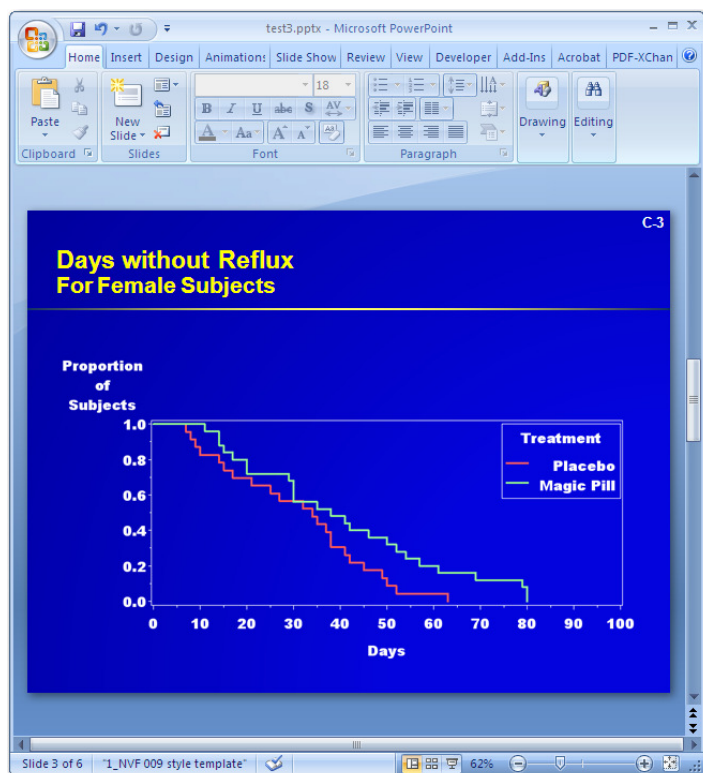 test3.pptx - Microsoft PowerPoint
Home Insert Design Animations Slide Show Review View Developer Add-Ins Acrobat PDF-XChan
18
Paste
New
Slide
B I U abc S AV
A Aa A A
Drawing Editing
Clipboard Slides Font Paragraph
C-3
Days without Reflux
For Female Subjects
Proportion
of
Subjects
1.0
0.8
0.6
0.4
0.2
0.0
Treatment
Placebo
Magic Pill
0 10 20 30 40 50 60 70 80 90 100
Days
Slide 3 of 6 "1_NVF 009 style template" 62%